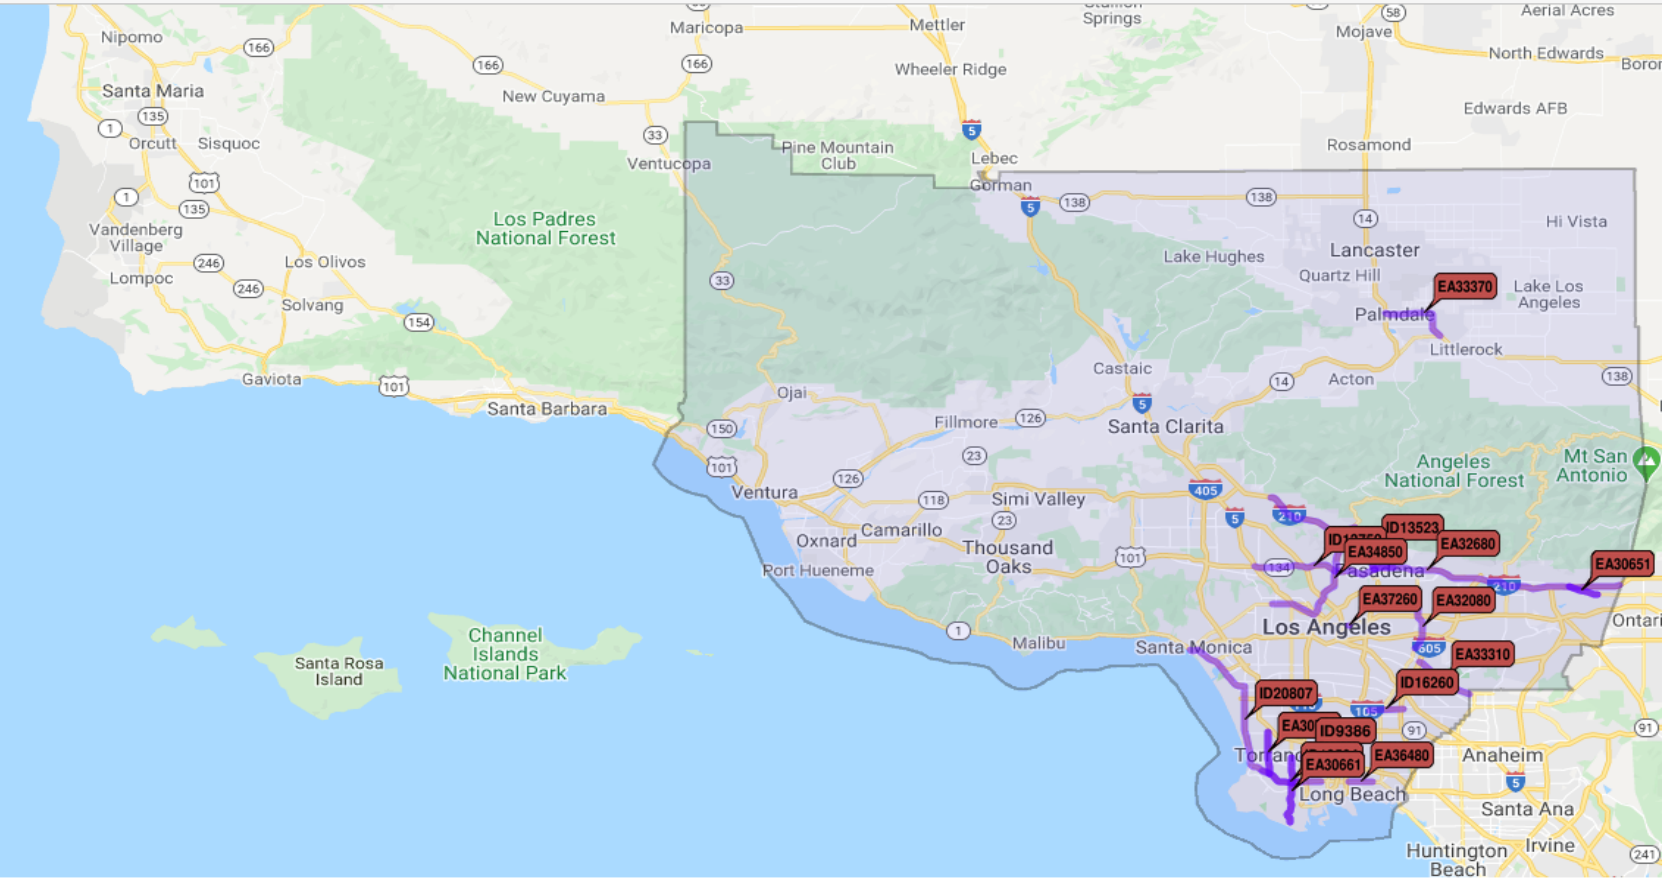 Nipomo
166
Santa Maria
135
1
Orcutt
Sisquoc
101
1
135
Vandenberg
Village
246
Los Olivos
Lompoc
246
Solvang
154
Gaviota
101
Santa Barbara
166
New Cuyama
Maricopa
166
33
Ventucopa
Los Padres
National Forest
Mettler
Wheeler Ridge
5
Pine Mountain
Club
Lebec
Gorman
Springs
58
Mojave
Aerial Acres
North Edwards
Edwards AFB
Rosamond
5
138
138
14
Hi Vista
Lancaster
Lake Hughes
Quartz Hill
EA33370
Lake Los
Angeles
Palmdale
Littlerock
33
Castaic
14
Acton
138
Ojai
150
Fillmore
126
5
Santa Clarita
101
23
Angeles
National Forest
Mt San
Antonio
Ventura
126
118
Simi Valley
405
5
210
23
Camarillo
Oxnard
Thousand
Oaks
101
Port Hueneme
134
ID13523
EA34850
EA32680
Pasadena
210
EA30651
EA37260
EA32080
Los Angeles
Ontari
1
Malibu
Santa Monica
605
EA33310
Channel
Islands
National Park
Santa Rosa
Island
ID16260
ID20807
105
91
91
ID9386
EA36480
EA30661
Anaheim
5
Long Beach
Santa Ana
Huntington
Beach
Irvine
241